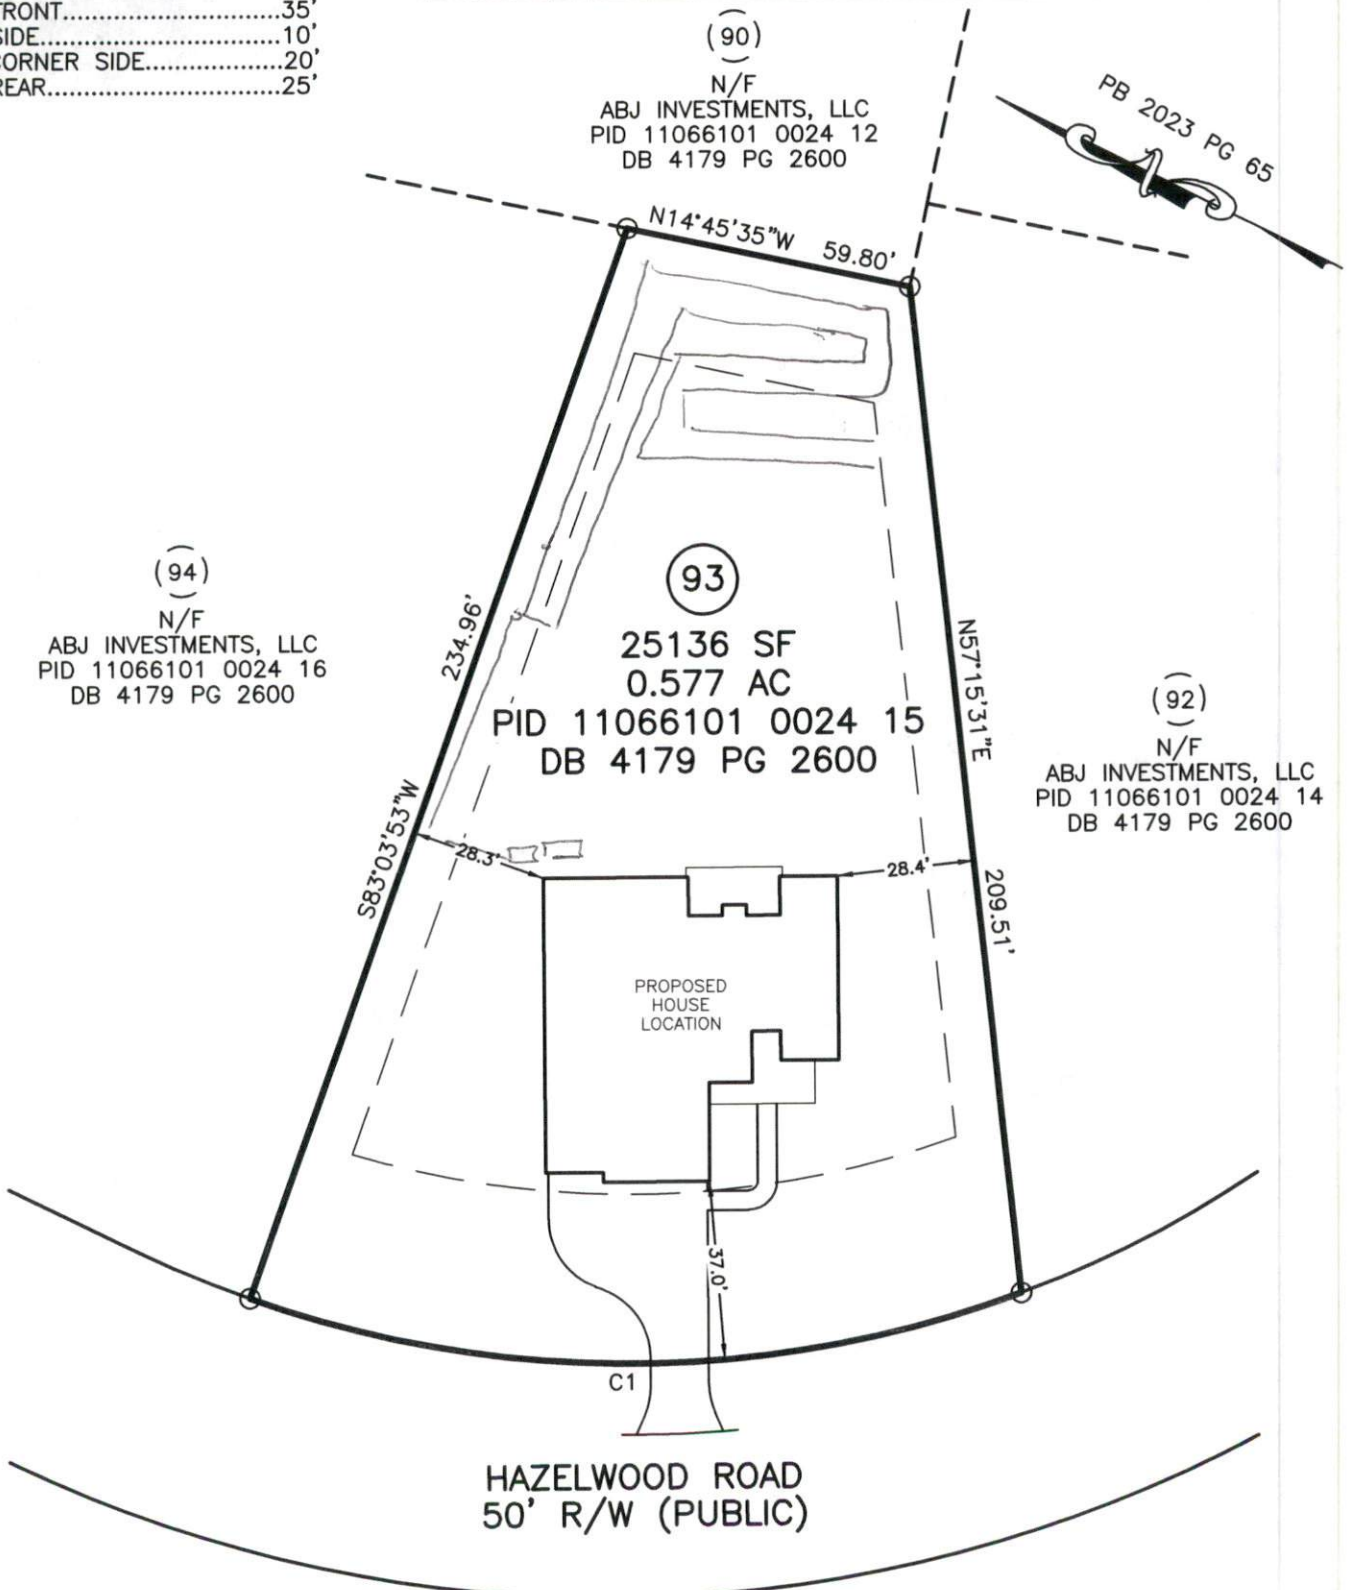 FRONT..............................35'
SIDE.................................10'
CORNER SIDE...................20'
REAR................................25'
(90)
N/F
ABJ INVESTMENTS, LLC
PID 11066101 0024 12
DB 4179 PG 2600
PB 2023 PG 65
N14°45'35"W 59.80'
(94)
N/F
ABJ INVESTMENTS, LLC
PID 11066101 0024 16
DB 4179 PG 2600
234.96'
S83°03'53"W
93
25136 SF
0.577 AC
PID 11066101 0024 15
DB 4179 PG 2600
N57°15'31"E
209.51'
(92)
N/F
ABJ INVESTMENTS, LLC
PID 11066101 0024 14
DB 4179 PG 2600
28.3'
28.4'
PROPOSED
HOUSE
LOCATION
37.0'
C1
HAZELWOOD ROAD
50' R/W (PUBLIC)